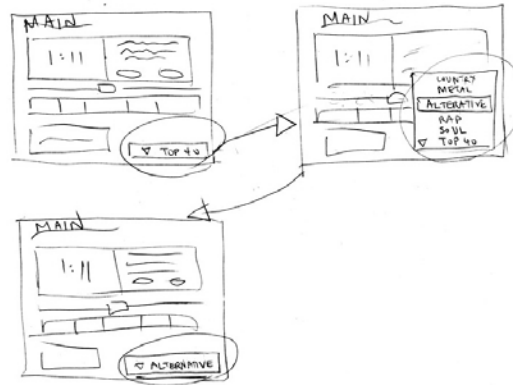 MAIN
1:11
▽ TOP 40
MAIN
1:11
COUNTRY
METAL
ALTERNATIVE
RAP
SOUL
▽ TOP 40
MAIN
1:11
▽ ALTERNATIVE